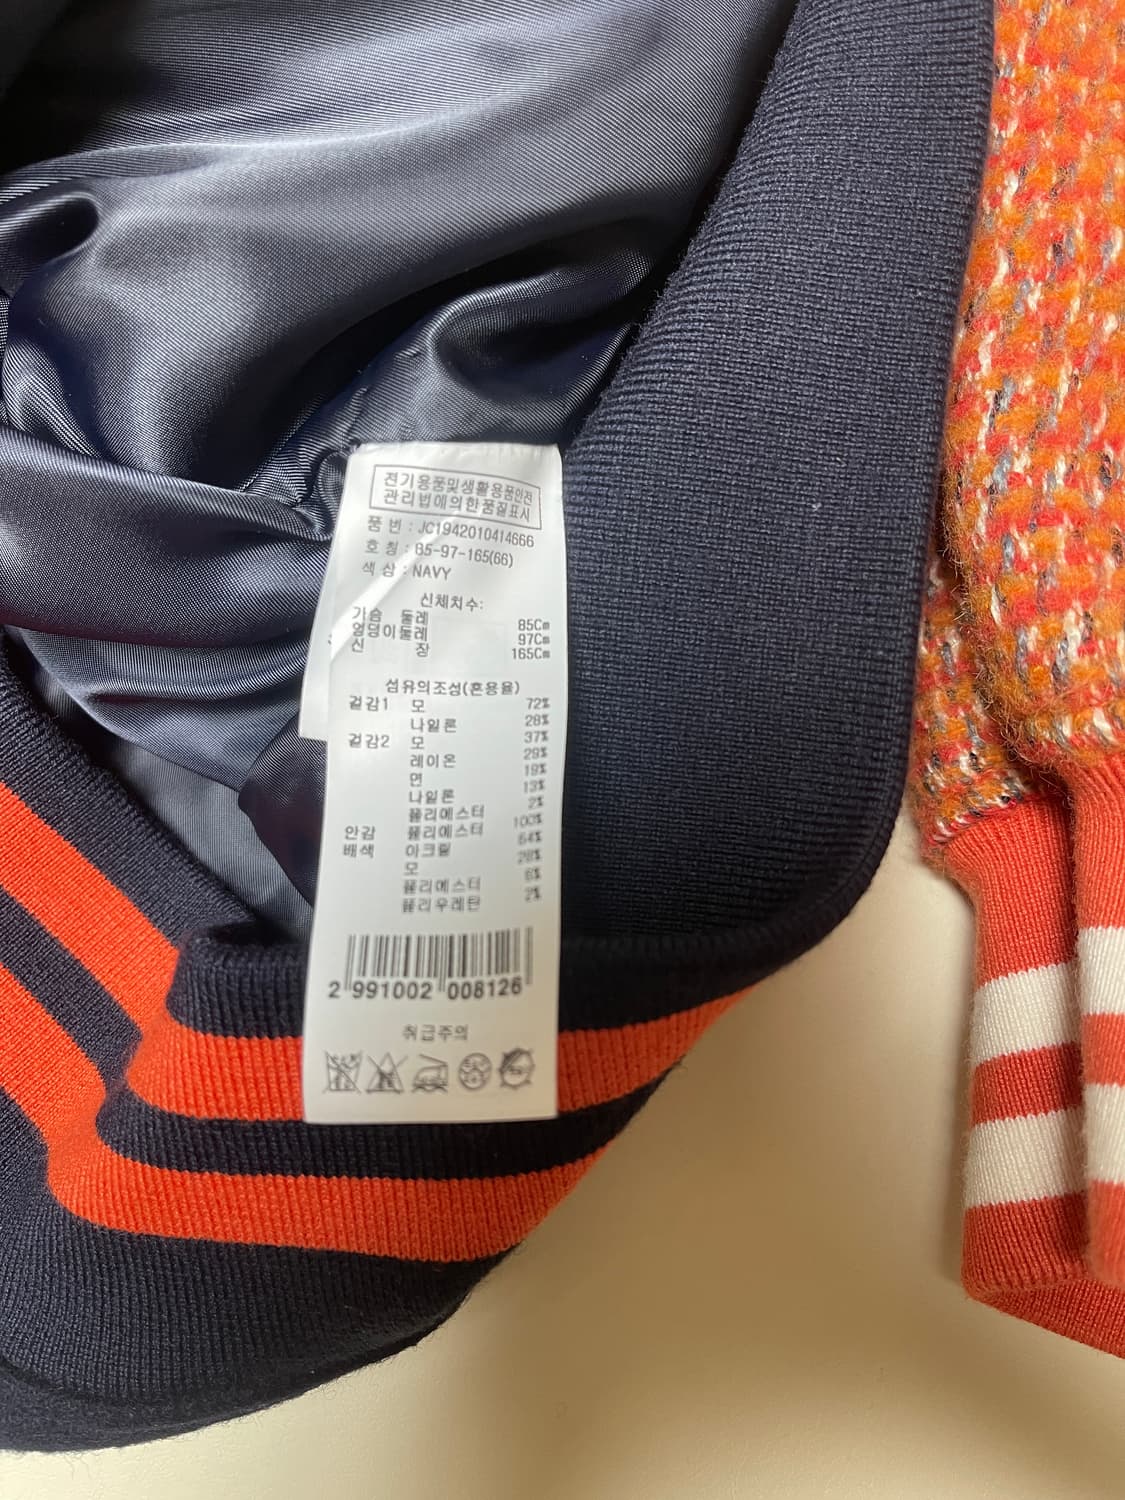 전기용품및생활용품안전
관리법에의한품질표시
품 번 : JC1942010414666
호 칭 : 85-97-165(66)
색 상 : NAVY
신체치수:
가슴 둘레 85Cm
엉덩이둘레 97Cm
신 장 165Cm
섬유의조성(혼용율)
겉감1 모 72%
나일론 28%
겉감2 모 37%
레이온 29%
면 19%
나일론 13%
폴리에스터 2%
안감 폴리에스터 100%
배색 아크릴 64%
모 28%
폴리에스터 6%
폴리우레탄 2%
2 991002 008126
취급주의